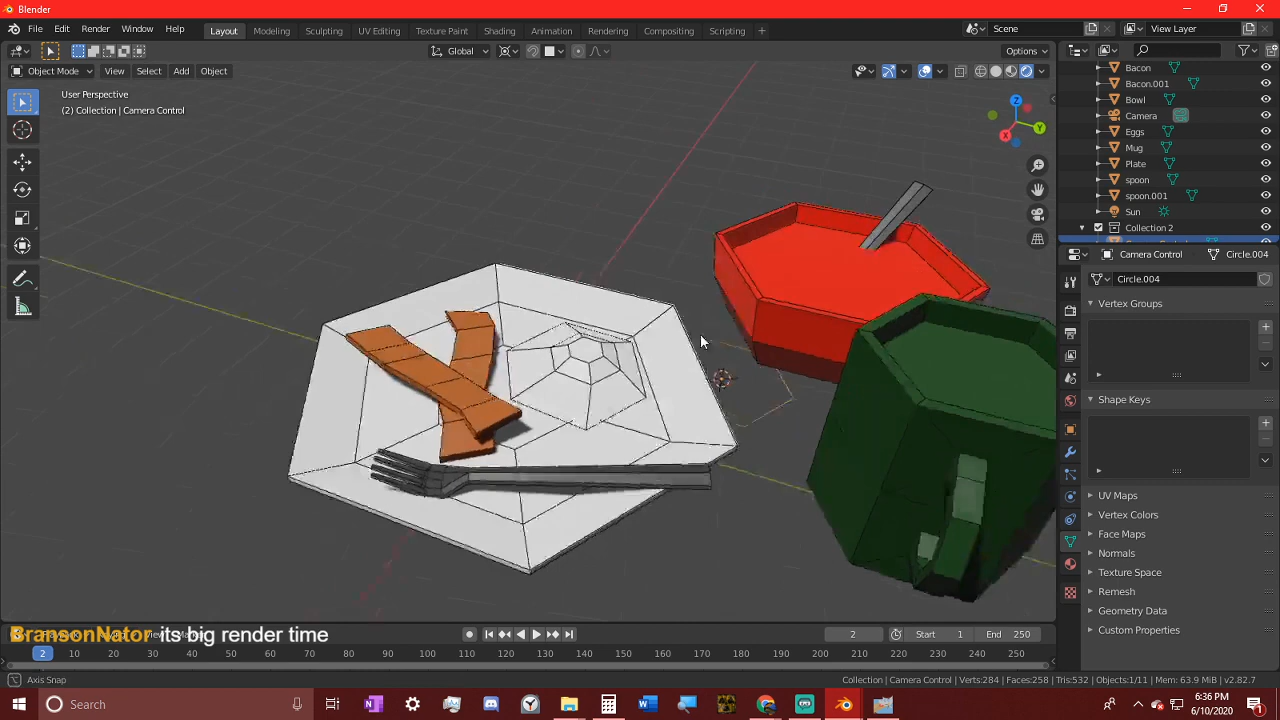 Blender
File Edit Render Window Help
Layout Modeling Sculpting UV Editing Texture Paint Shading Animation Rendering Compositing Scripting +
Scene
View Layer
Global
Options
Object Mode View Select Add Object
User Perspective
(2) Collection | Camera Control
Z
Y
X
Bacon
Bacon.001
Bowl
Camera
Eggs
Mug
Plate
spoon
spoon.001
Sun
Collection 2
Camera Control Circle.004
Circle.004
Vertex Groups
Shape Keys
UV Maps
Vertex Colors
Face Maps
Normals
Texture Space
Remesh
Geometry Data
Custom Properties
BransonNator its big render time
2 Start 1 End 250
2 10 20 30 40 50 60 70 80 90 100 110 120 130 140 150 160 170 180 190 200 210 220 230 240 250
Axis Snap
Collection | Camera Control | Verts:284 | Faces:258 | Tris:532 | Objects:1/11 | Mem: 63.9 MiB | v2.82.7
Search
6:36 PM
6/10/2020